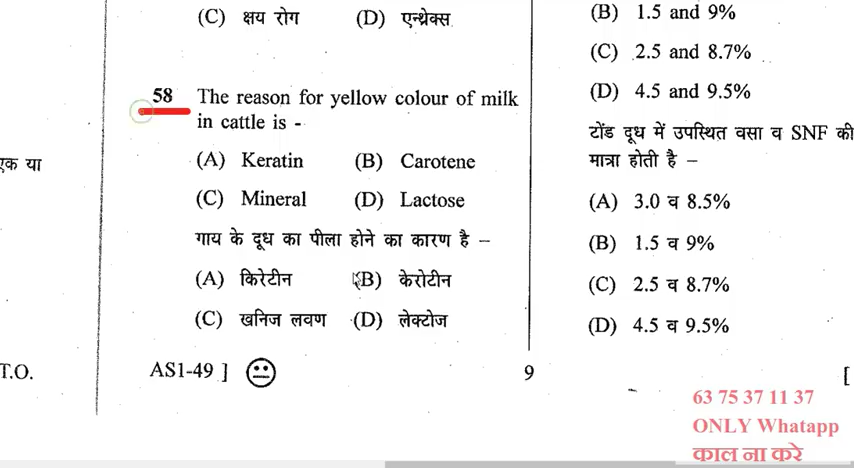 (C) क्षय रोग (D) एन्थ्रेक्स
58 The reason for yellow colour of milk
in cattle is -
(A) Keratin (B) Carotene
(C) Mineral (D) Lactose
गाय के दूध का पीला होने का कारण है –
(A) किरेटीन (B) केरोटीन
(C) खनिज लवण (D) लेक्टोज
एक या
T.O.
AS1-49 ]
9
[
(B) 1.5 and 9%
(C) 2.5 and 8.7%
(D) 4.5 and 9.5%
टोंड दूध में उपस्थित वसा व SNF की
मात्रा होती है –
(A) 3.0 व 8.5%
(B) 1.5 व 9%
(C) 2.5 व 8.7%
(D) 4.5 व 9.5%
63 75 37 11 37
ONLY Whatapp
काल ना करे